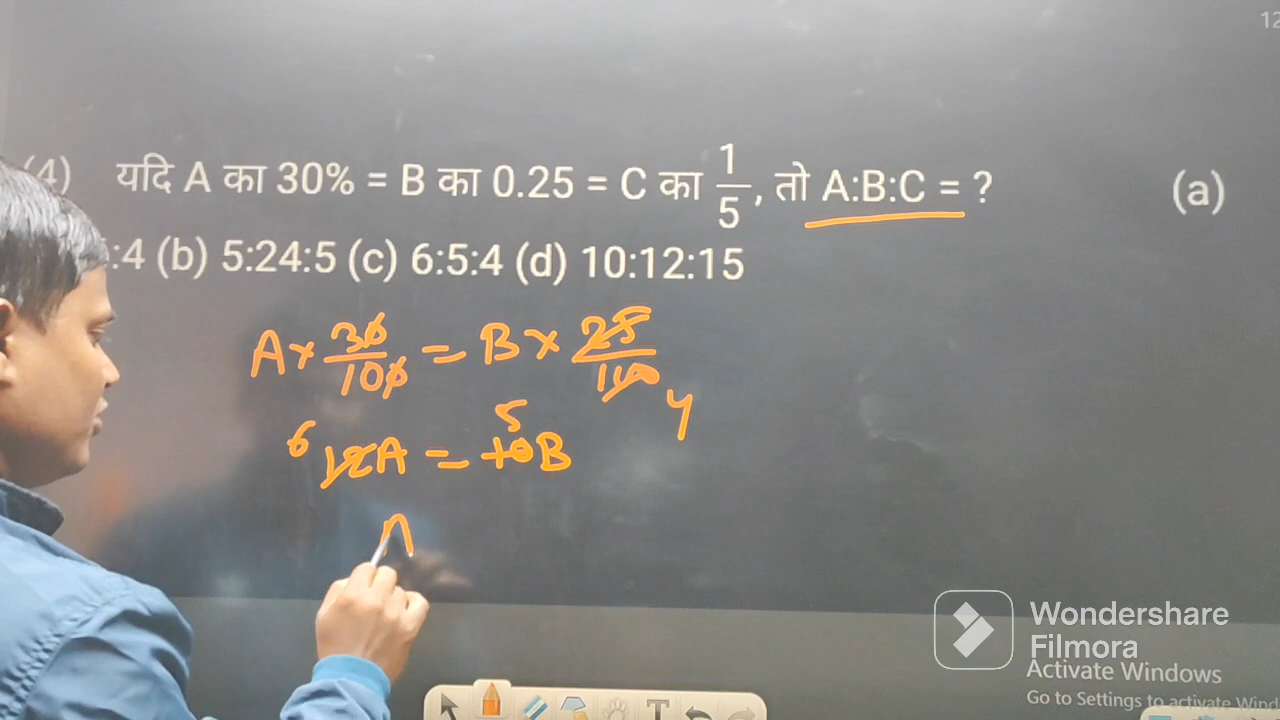 12
(4) यदि A का 30% = B का 0.25 = C का 1/5, तो A:B:C = ? (a)
:4 (b) 5:24:5 (c) 6:5:4 (d) 10:12:15
A × 30/100 = B × 25/100
4
6 5
12A = 10B
A
Wondershare
Filmora
Activate Windows
Go to Settings to activate Wind
T